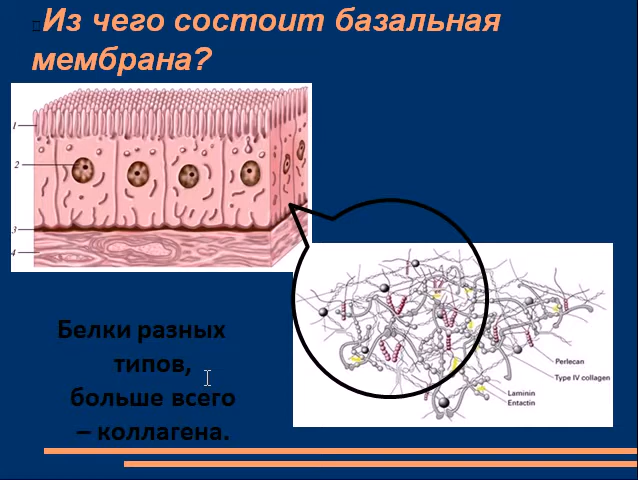 Из чего состоит базальная
мембрана?
1
2
3
4
Белки разных
типов,
больше всего
– коллагена.
Perlecan
Type IV collagen
Laminin
Entactin